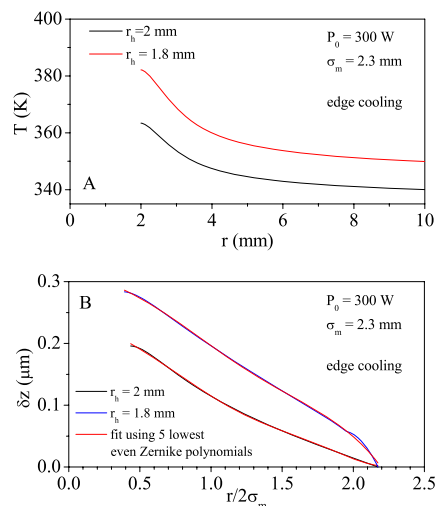 r_h=2 mm
r_h = 1.8 mm
P_0 = 300 W
σ_m = 2.3 mm
edge cooling
400
380
360
340
T (K)
A
0 2 4 6 8 10
r (mm)
B
P_0 = 300 W
σ_m = 2.3 mm
edge cooling
0.3
0.2
0.1
0
δz (μm)
r_h = 2 mm
r_h = 1.8 mm
fit using 5 lowest
even Zernike polynomials
0.0 0.5 1.0 1.5 2.0 2.5
r/2σ_m